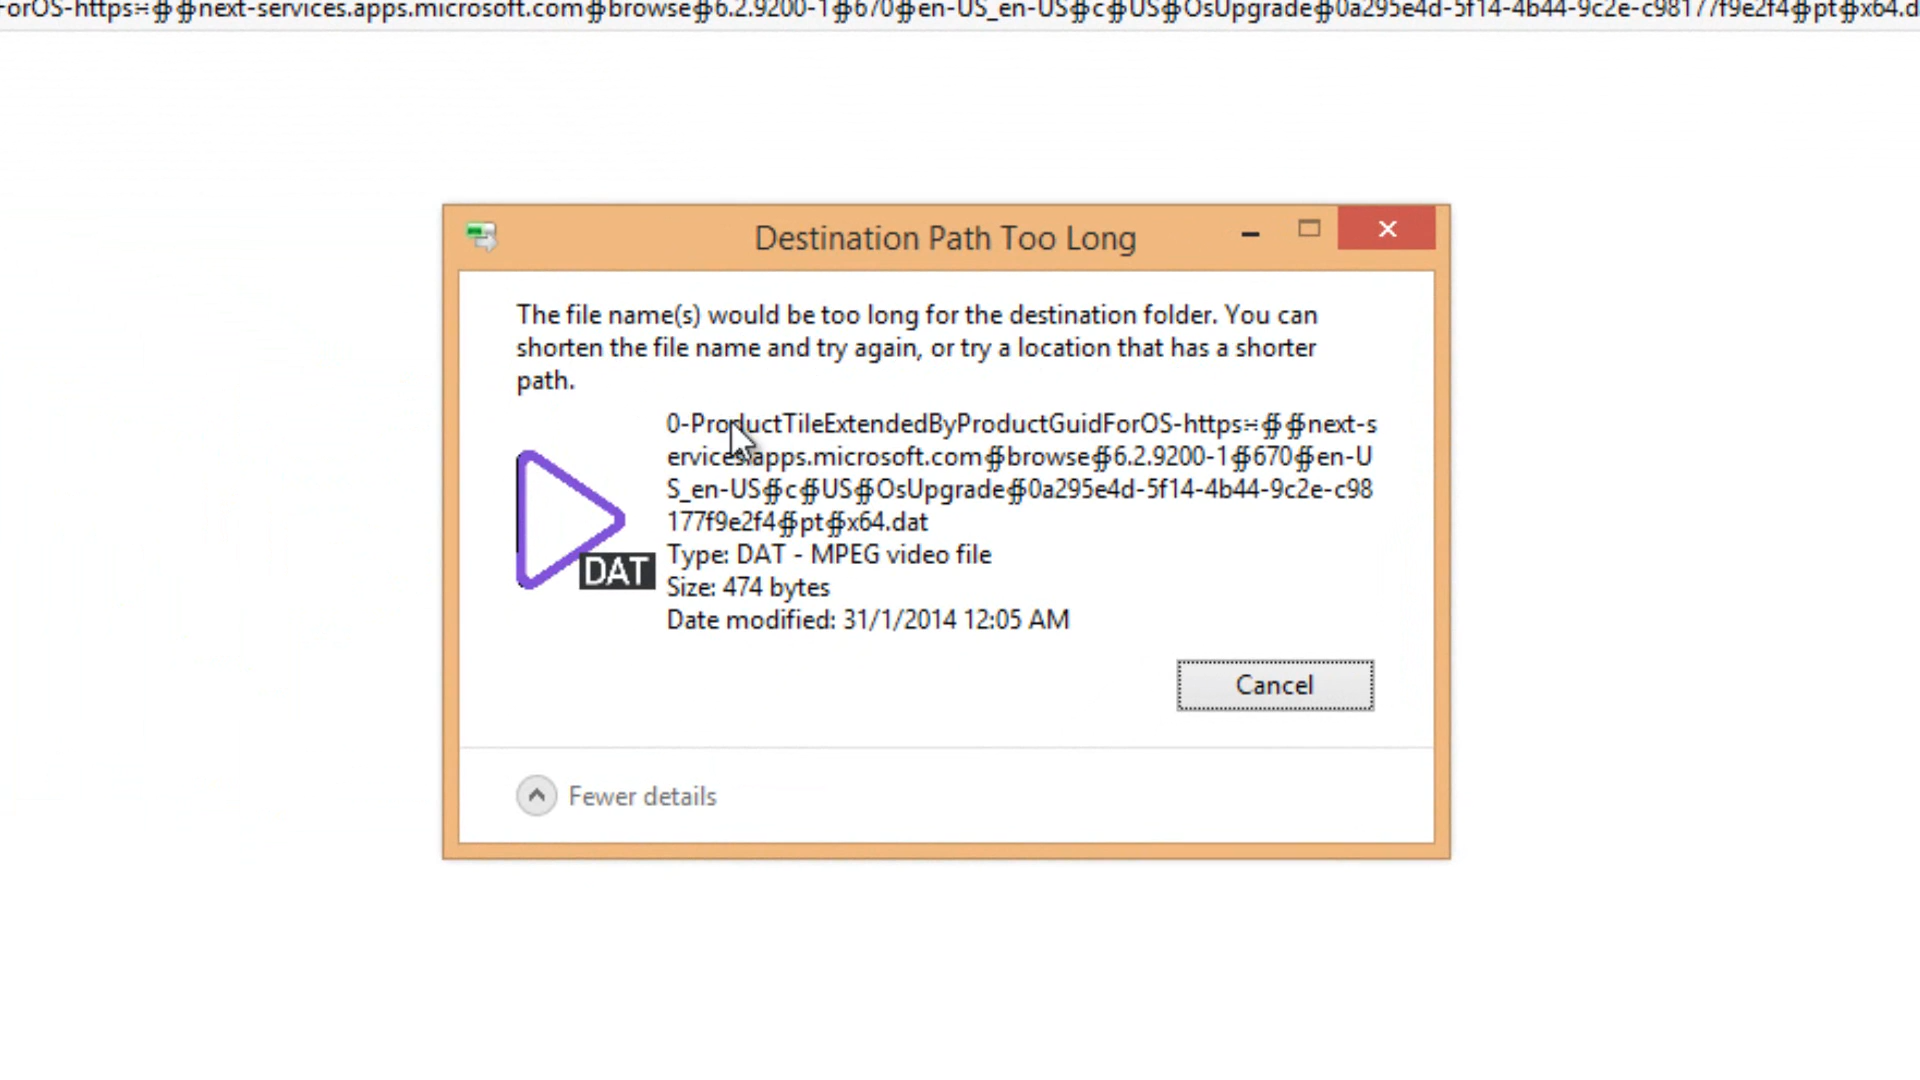 orOS-https∺∯∯next-services.apps.microsoft.com∯browse∯6.2.9200-1∯670∯en-US_en-US∯c∯US∯OsUpgrade∯0a295e4d-5f14-4b44-9c2e-c98177f9e2f4∯pt∯x64.d
Destination Path Too Long
The file name(s) would be too long for the destination folder. You can
shorten the file name and try again, or try a location that has a shorter
path.
0-ProductTileExtendedByProductGuidForOS-https∺∯∯next-s
ervices.apps.microsoft.com∯browse∯6.2.9200-1∯670∯en-U
S_en-US∯c∯US∯OsUpgrade∯0a295e4d-5f14-4b44-9c2e-c98
177f9e2f4∯pt∯x64.dat
DAT
Type: DAT - MPEG video file
Size: 474 bytes
Date modified: 31/1/2014 12:05 AM
Cancel
Fewer details